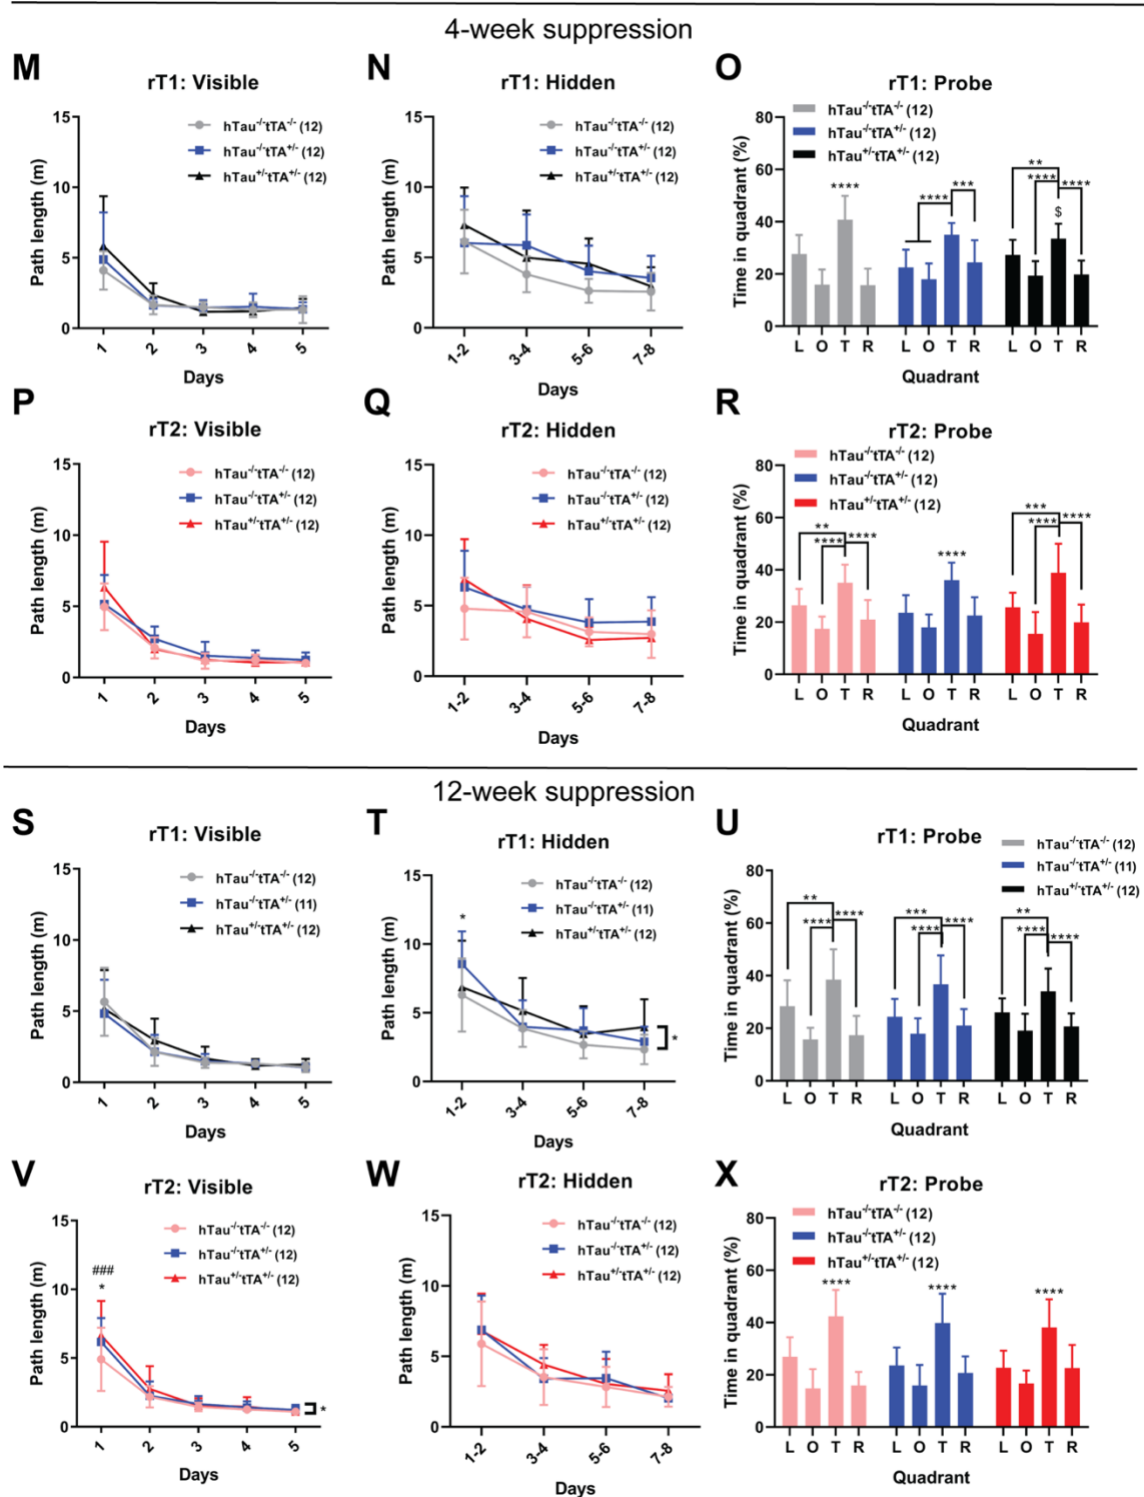 4-week suppression
M
rT1: Visible
Path length (m)
15
10
5
0
hTau-/-tTA-/- (12)
hTau-/-tTA+/- (12)
hTau+/-tTA+/- (12)
1
2
3
4
5
Days
N
rT1: Hidden
Path length (m)
15
10
5
0
hTau-/-tTA-/- (12)
hTau-/-tTA+/- (12)
hTau+/-tTA+/- (12)
1-2
3-4
5-6
7-8
Days
O
rT1: Probe
hTau-/-tTA-/- (12)
hTau-/-tTA+/- (12)
hTau+/-tTA+/- (12)
Time in quadrant (%)
80
60
40
20
0
****
****
***
**
****
****
$
L O T R
L O T R
L O T R
Quadrant
P
rT2: Visible
Path length (m)
15
10
5
0
hTau-/-tTA-/- (12)
hTau-/-tTA+/- (12)
hTau+/-tTA+/- (12)
1
2
3
4
5
Days
Q
rT2: Hidden
Path length (m)
15
10
5
0
hTau-/-tTA-/- (12)
hTau-/-tTA+/- (12)
hTau+/-tTA+/- (12)
1-2
3-4
5-6
7-8
Days
R
rT2: Probe
hTau-/-tTA-/- (12)
hTau-/-tTA+/- (12)
hTau+/-tTA+/- (12)
Time in quadrant (%)
80
60
40
20
0
**
****
****
****
***
****
****
L O T R
L O T R
L O T R
Quadrant
12-week suppression
S
rT1: Visible
Path length (m)
15
10
5
0
hTau-/-tTA-/- (12)
hTau-/-tTA+/- (11)
hTau+/-tTA+/- (12)
1
2
3
4
5
Days
T
rT1: Hidden
Path length (m)
15
10
5
0
hTau-/-tTA-/- (12)
hTau-/-tTA+/- (11)
hTau+/-tTA+/- (12)
*
*
1-2
3-4
5-6
7-8
Days
U
rT1: Probe
hTau-/-tTA-/- (12)
hTau-/-tTA+/- (11)
hTau+/-tTA+/- (12)
Time in quadrant (%)
80
60
40
20
0
**
****
****
***
****
****
**
****
****
L O T R
L O T R
L O T R
Quadrant
V
rT2: Visible
Path length (m)
15
10
5
0
hTau-/-tTA-/- (12)
hTau-/-tTA+/- (12)
hTau+/-tTA+/- (12)
###
*
*
1
2
3
4
5
Days
W
rT2: Hidden
Path length (m)
15
10
5
0
hTau-/-tTA-/- (12)
hTau-/-tTA+/- (12)
hTau+/-tTA+/- (12)
1-2
3-4
5-6
7-8
Days
X
rT2: Probe
hTau-/-tTA-/- (12)
hTau-/-tTA+/- (12)
hTau+/-tTA+/- (12)
Time in quadrant (%)
80
60
40
20
0
****
****
****
L O T R
L O T R
L O T R
Quadrant